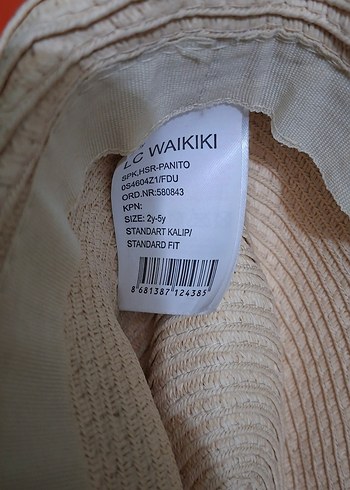 LC WAIKIKI
SPK,HSR-PANITO
0S4604Z1/FDU
ORD.NR:580843
KPN:
SIZE: 2y-5y
STANDART KALIP/
STANDARD FIT
8 681387 124385